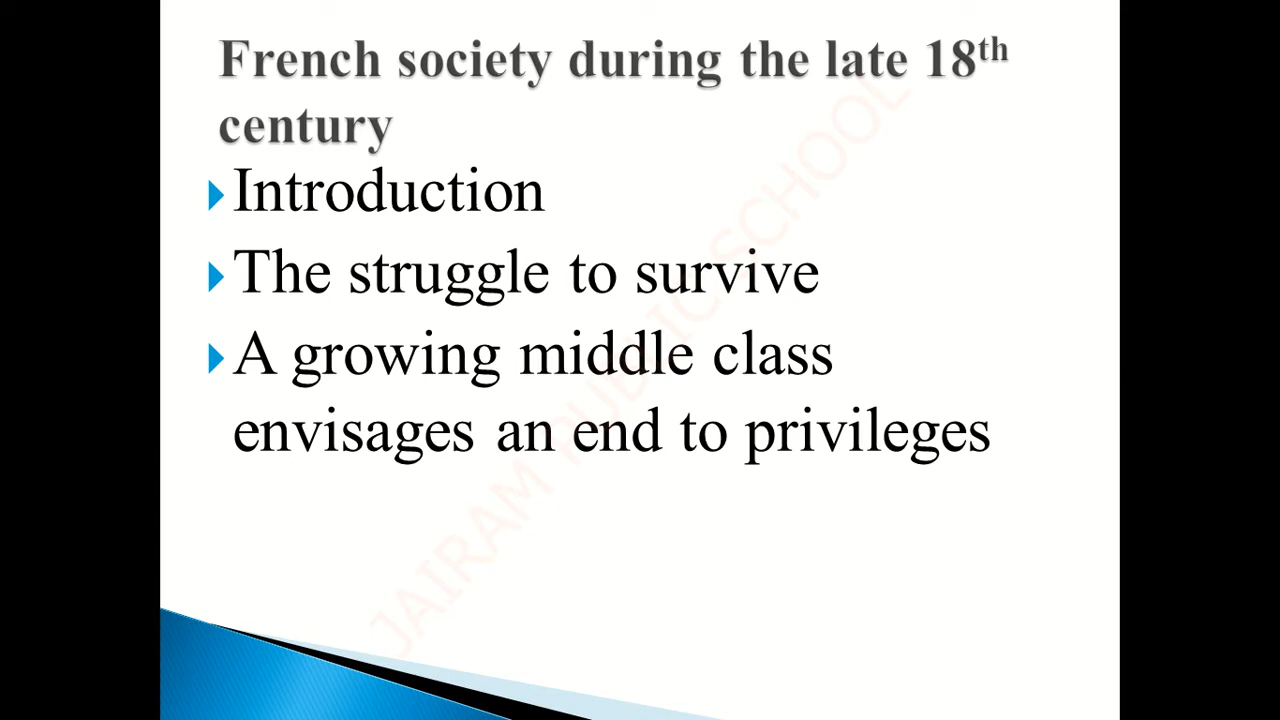 French society during the late 18th
century
Introduction
The struggle to survive
A growing middle class
envisages an end to privileges
JAIRAM PUBLIC SCHOOL